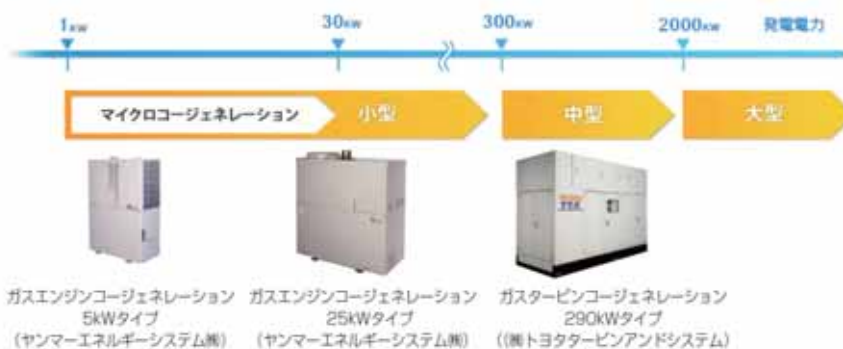 1kW 30kW 300kW 2000kW 発電電力
マイクロコージェネレーション 小型 中型 大型
ガスエンジンコージェネレーション
5kWタイプ
(ヤンマーエネルギーシステム㈱)
ガスエンジンコージェネレーション
25kWタイプ
(ヤンマーエネルギーシステム㈱)
ガスタービンコージェネレーション
290kWタイプ
(㈱トヨタタービンアンドシステム)